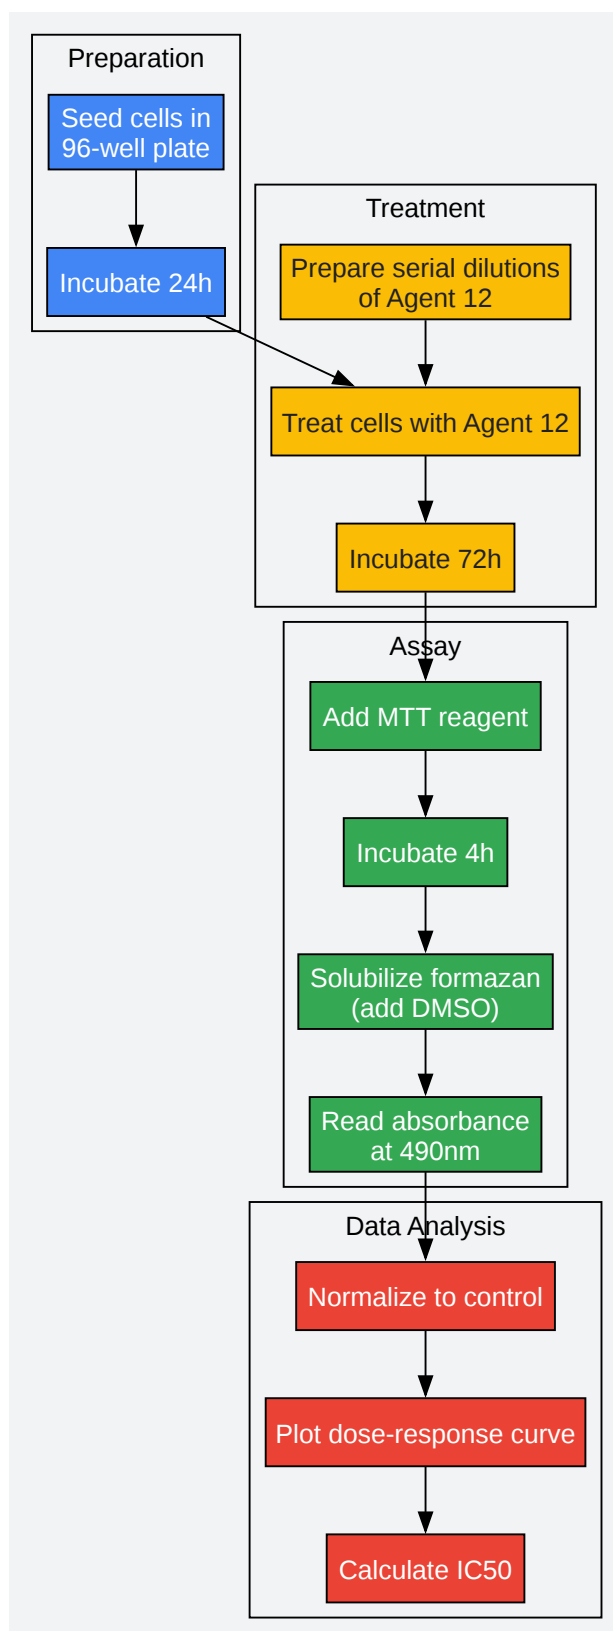 Preparation
Seed cells in
96-well plate
Incubate 24h
Treatment
Prepare serial dilutions
of Agent 12
Treat cells with Agent 12
Incubate 72h
Assay
Add MTT reagent
Incubate 4h
Solubilize formazan
(add DMSO)
Read absorbance
at 490nm
Data Analysis
Normalize to control
Plot dose-response curve
Calculate IC50